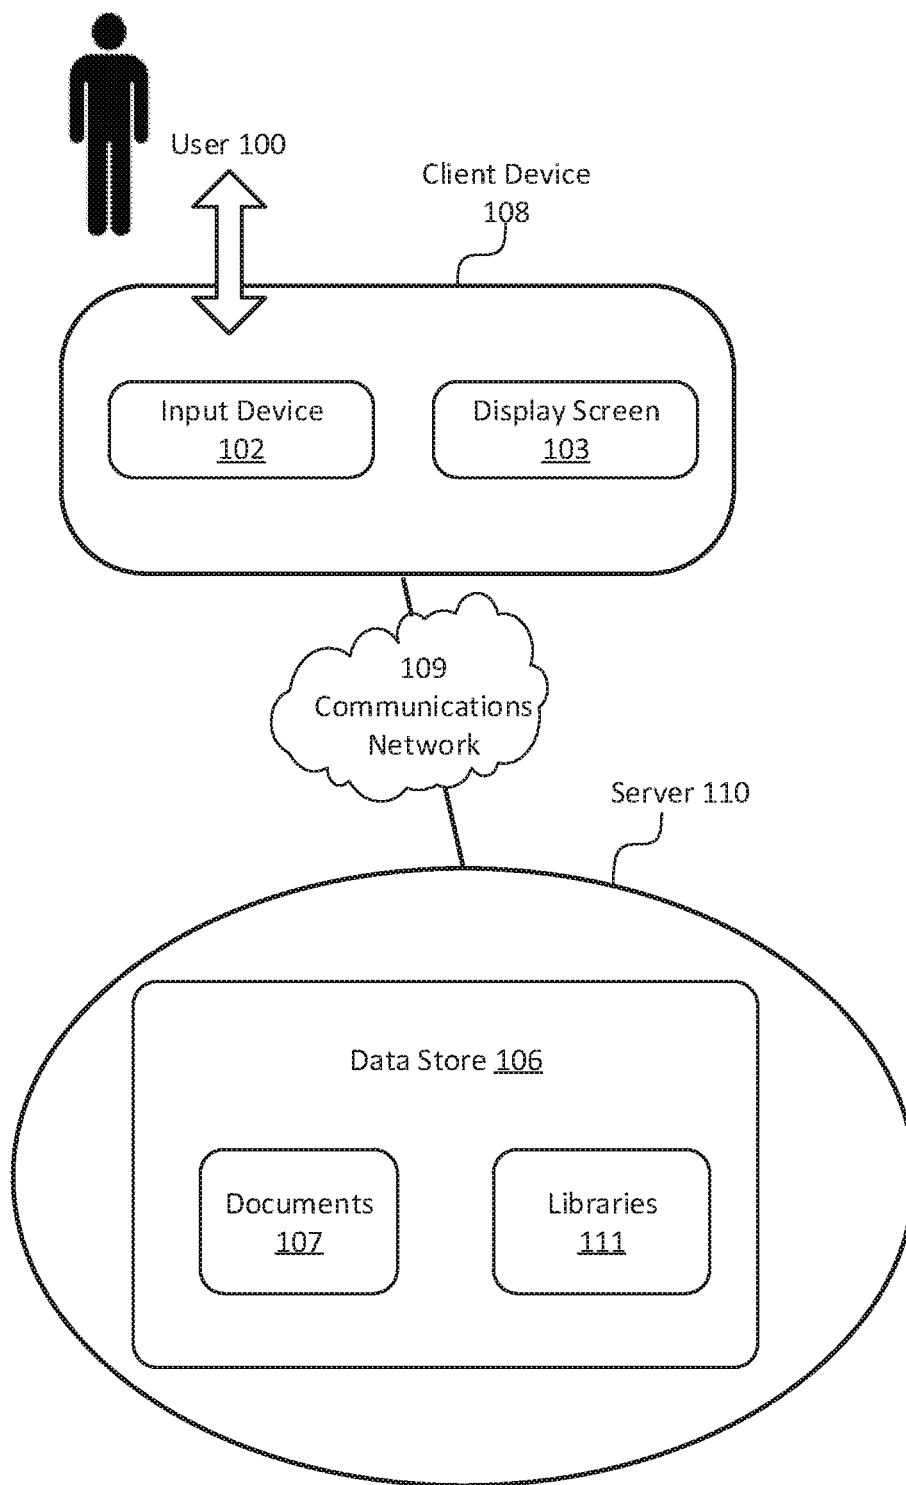 User 100
Client Device
108
Input Device
102
Display Screen
103
109
Communications
Network
Server 110
Data Store 106
Documents
107
Libraries
111